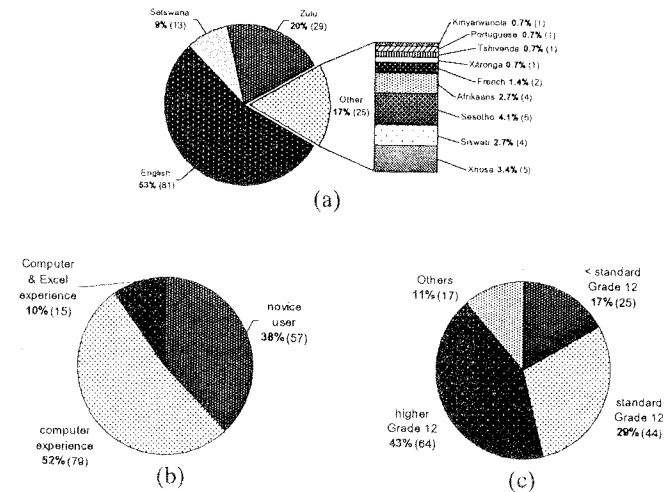 Setswana
9% (13)
Zulu
20% (29)
Other
17% (25)
English
53% (81)
Kinyarwanda 0.7% (1)
Portuguese 0.7% (1)
Tshivenda 0.7% (1)
Xitronga 0.7% (1)
French 1.4% (2)
Afrikaans 2.7% (4)
Sesotho 4.1% (6)
Siswati 2.7% (4)
Xhosa 3.4% (5)
(a)
Computer
& Excel
experience
10% (15)
novice
user
38% (57)
computer
experience
52% (79)
(b)
Others
11% (17)
< standard
Grade 12
17% (25)
higher
Grade 12
43% (64)
standard
Grade 12
29% (44)
(c)